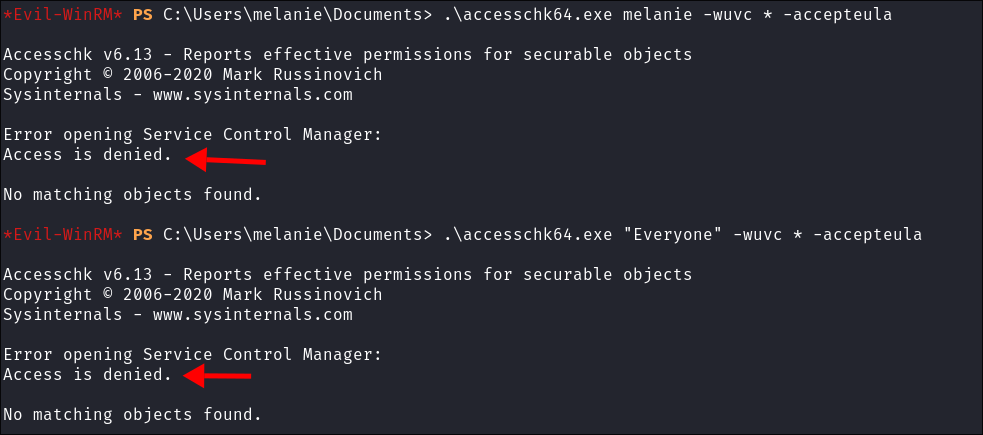 *Evil-WinRM* PS C:\Users\melanie\Documents> .\accesschk64.exe melanie -wuvc * -accepteula
Accesschk v6.13 - Reports effective permissions for securable objects
Copyright © 2006-2020 Mark Russinovich
Sysinternals - www.sysinternals.com
Error opening Service Control Manager:
Access is denied.
No matching objects found.
*Evil-WinRM* PS C:\Users\melanie\Documents> .\accesschk64.exe "Everyone" -wuvc * -accepteula
Accesschk v6.13 - Reports effective permissions for securable objects
Copyright © 2006-2020 Mark Russinovich
Sysinternals - www.sysinternals.com
Error opening Service Control Manager:
Access is denied.
No matching objects found.